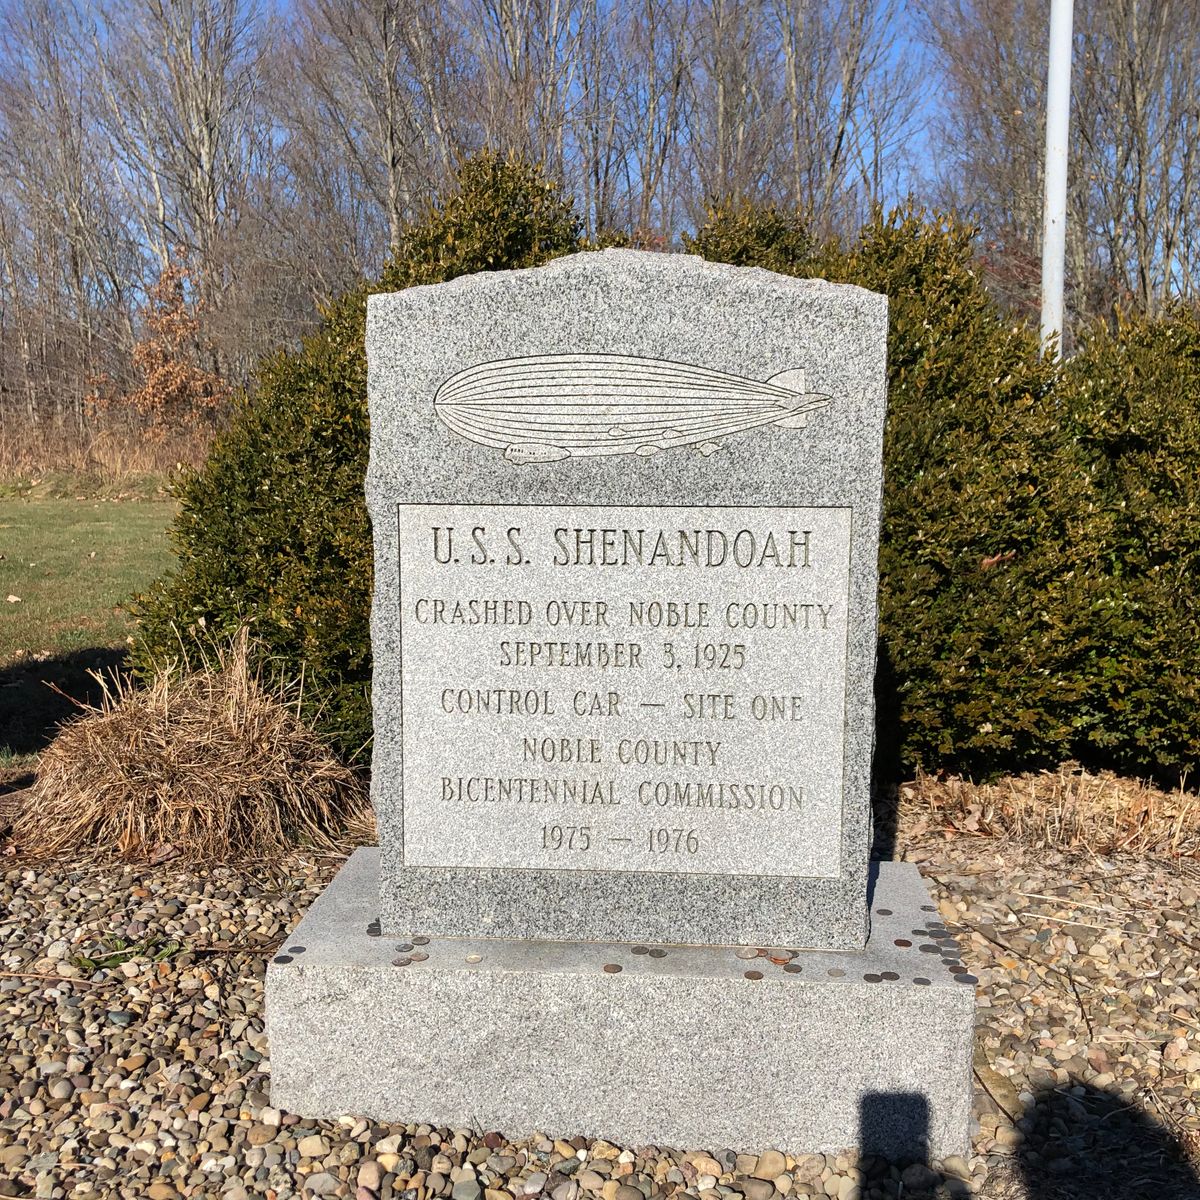 U.S.S. SHENANDOAH
CRASHED OVER NOBLE COUNTY
SEPTEMBER 3, 1925
CONTROL CAR — SITE ONE
NOBLE COUNTY
BICENTENNIAL COMMISSION
1975 — 1976